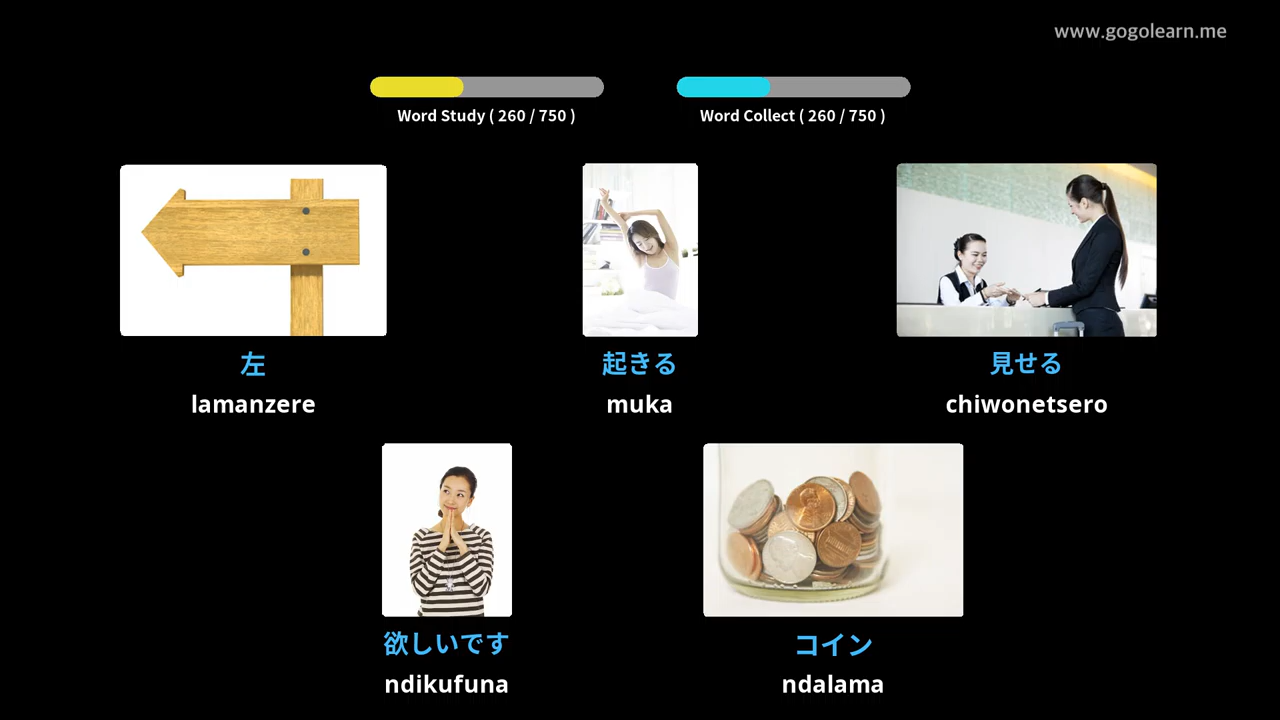 www.gogolearn.me
Word Study ( 260 / 750 )
Word Collect ( 260 / 750 )
左
lamanzere
起きる
muka
見せる
chiwonetsero
欲しいです
ndikufuna
コイン
ndalama